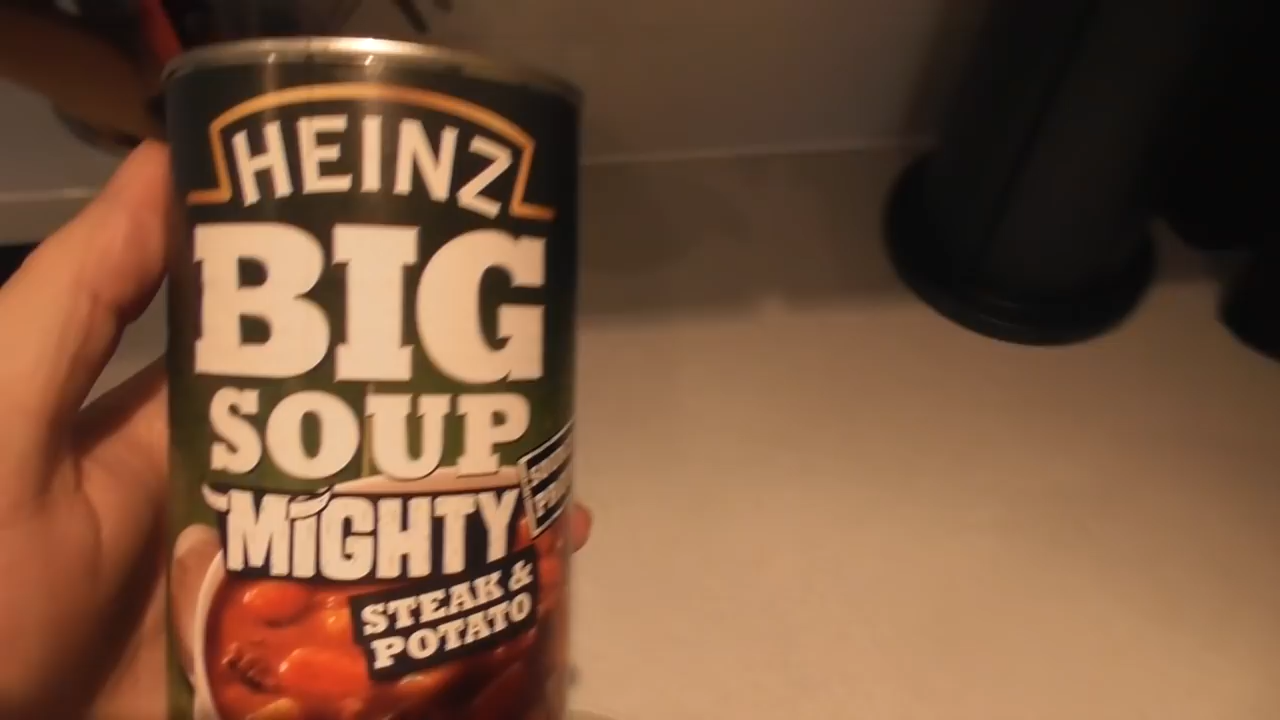 HEINZ
BIG
SOUP
MiGHTY
STEAK &
POTATO